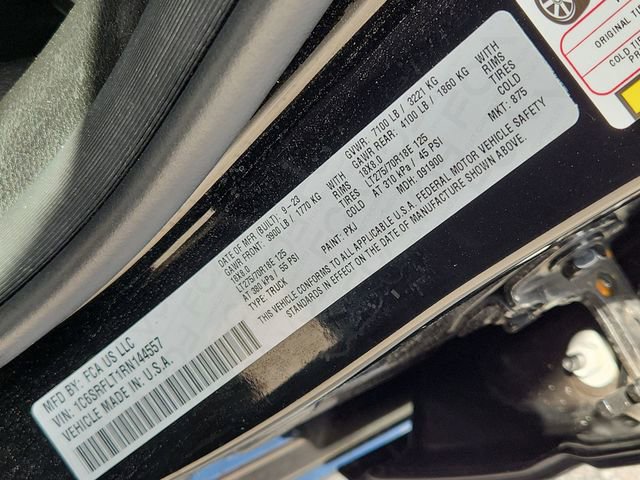 MFD BY: FCA US LLC
VIN: 1C6SRFLT1RN144557
VEHICLE MADE IN: U.S.A.
DATE OF MFR (BUILT): 9-23
GAWR FRONT: 3900 LB / 1770 KG WITH
18X8.0 RIMS
LT275/70R18E 125 TIRES
AT 380 kPa / 55 PSI COLD
TYPE: TRUCK PAINT: PXJ
GVWR: 7100 LB / 3221 KG
GAWR REAR: 4100 LB / 1860 KG WITH
18X8.0 RIMS
LT275/70R18E 125 TIRES
AT 310 kPa / 45 PSI COLD
MDH: 091900 MKT: 875
THIS VEHICLE CONFORMS TO ALL APPLICABLE U.S.A. FEDERAL MOTOR VEHICLE SAFETY
STANDARDS IN EFFECT ON THE DATE OF MANUFACTURE SHOWN ABOVE.
ORIGINAL
COLD